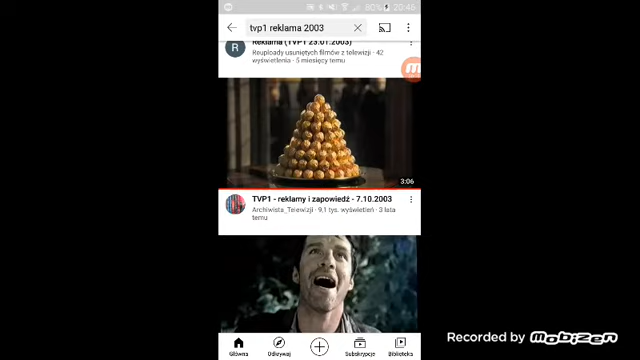 80% 20:46
tvp1 reklama 2003
R
Reklama (TVP1 23.01.2003)
Reuploady usuniętych filmów z telewizji · 42
wyświetlenia · 5 miesięcy temu
3:06
TVP1 - reklamy i zapowiedź - 7.10.2003
Archiwista_Telewizji · 9,1 tys. wyświetleń · 3 lata
temu
Główna
Odkrywaj
Subskrypcje
Biblioteka
Recorded by mobizen